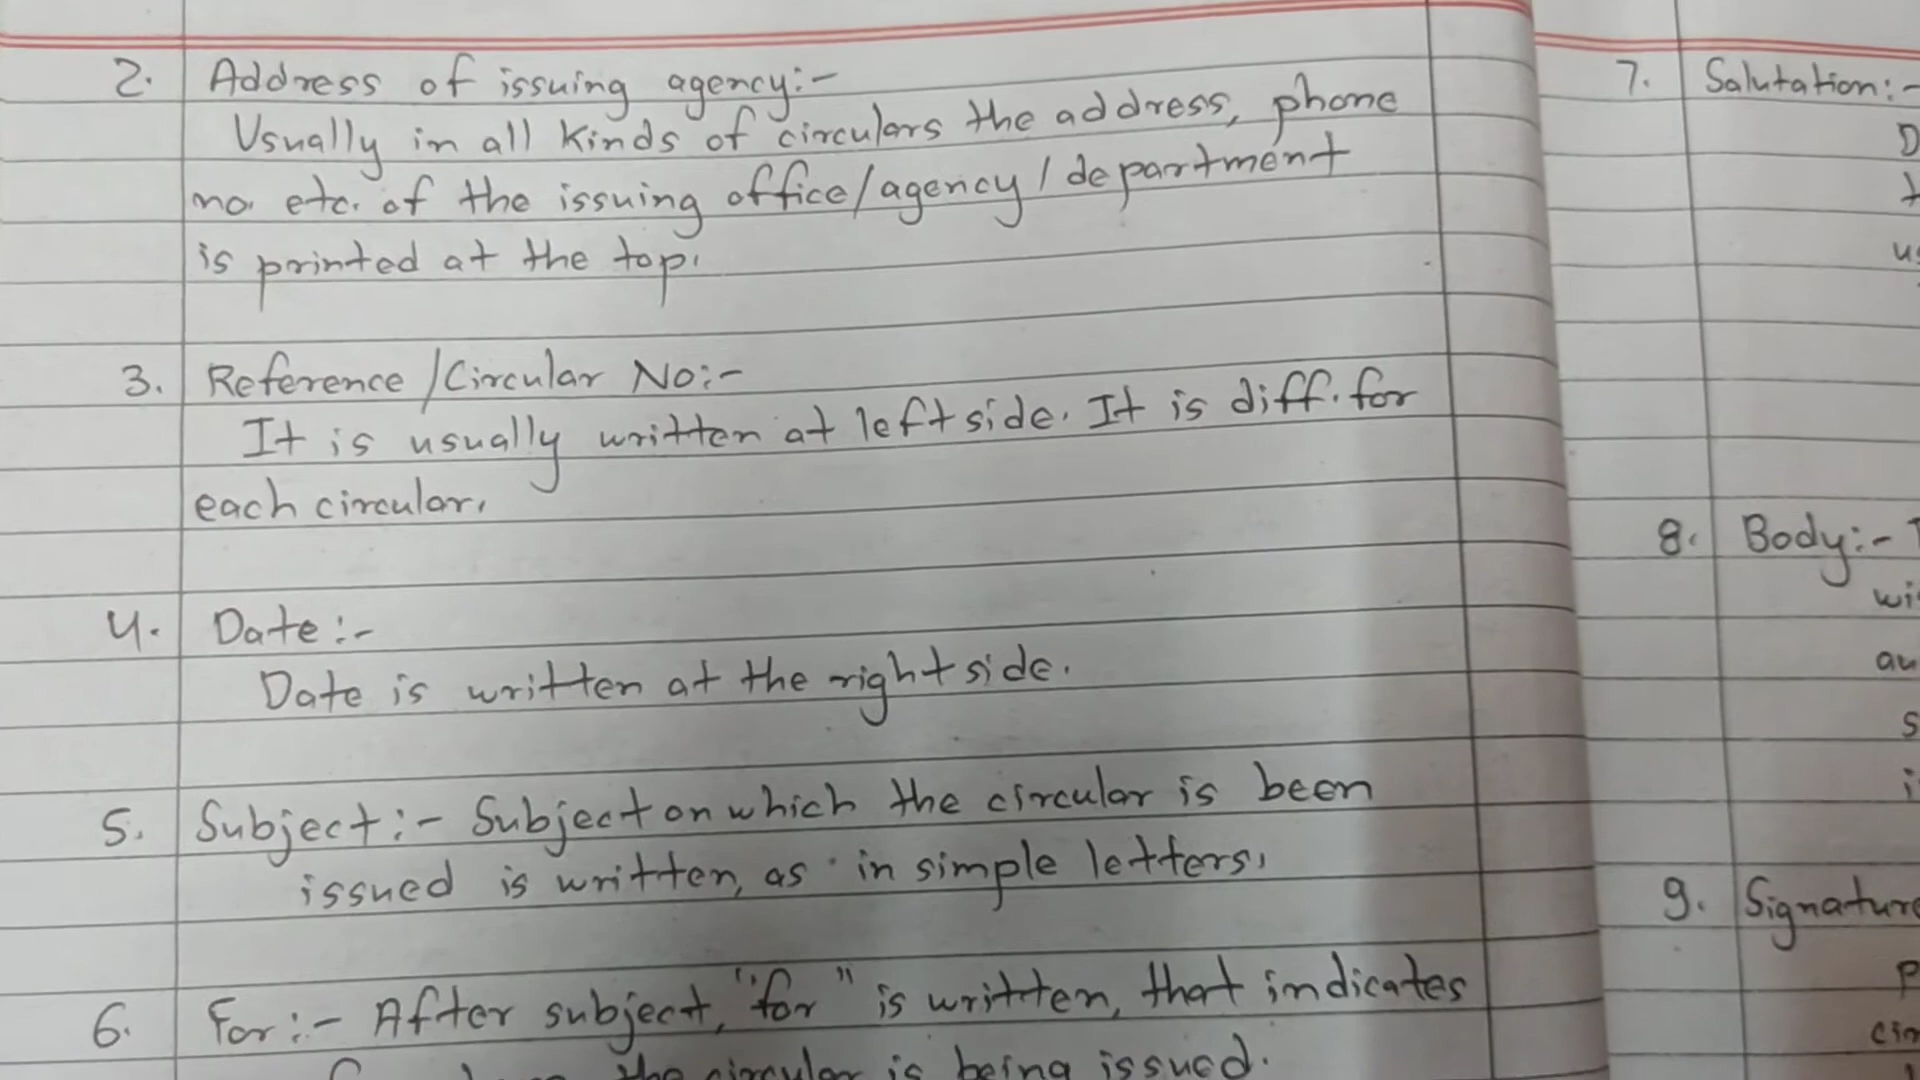 2. Address of issuing agency:-
Usually in all kinds of circulars the address, phone
no. etc. of the issuing office/agency/department
is printed at the top.
3. Reference/Circular No:-
It is usually written at left side. It is diff. for
each circular.
4. Date:-
Date is written at the right side.
5. Subject:- Subject on which the circular is been
issued is written, as in simple letters.
6. For:- After subject, "for" is written, that indicates
the circular is being issued.
7. Salutation:-
8. Body:-
9. Signature